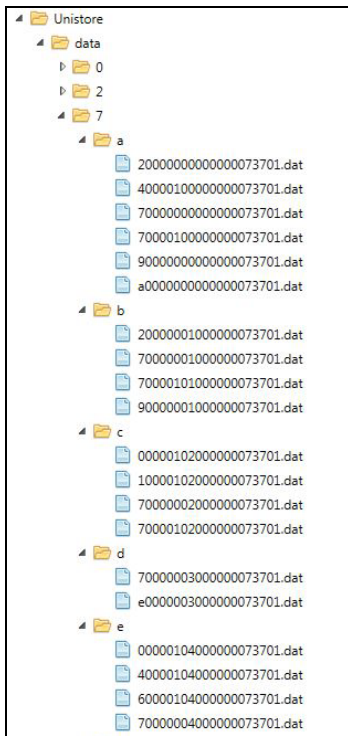 Unistore
data
0
2
7
a
20000000000000073701.dat
40000100000000073701.dat
70000000000000073701.dat
70000100000000073701.dat
90000000000000073701.dat
a0000000000000073701.dat
b
20000001000000073701.dat
70000001000000073701.dat
70000101000000073701.dat
90000001000000073701.dat
c
00000102000000073701.dat
10000102000000073701.dat
70000002000000073701.dat
70000102000000073701.dat
d
70000003000000073701.dat
e0000003000000073701.dat
e
00000104000000073701.dat
40000104000000073701.dat
60000104000000073701.dat
70000004000000073701.dat